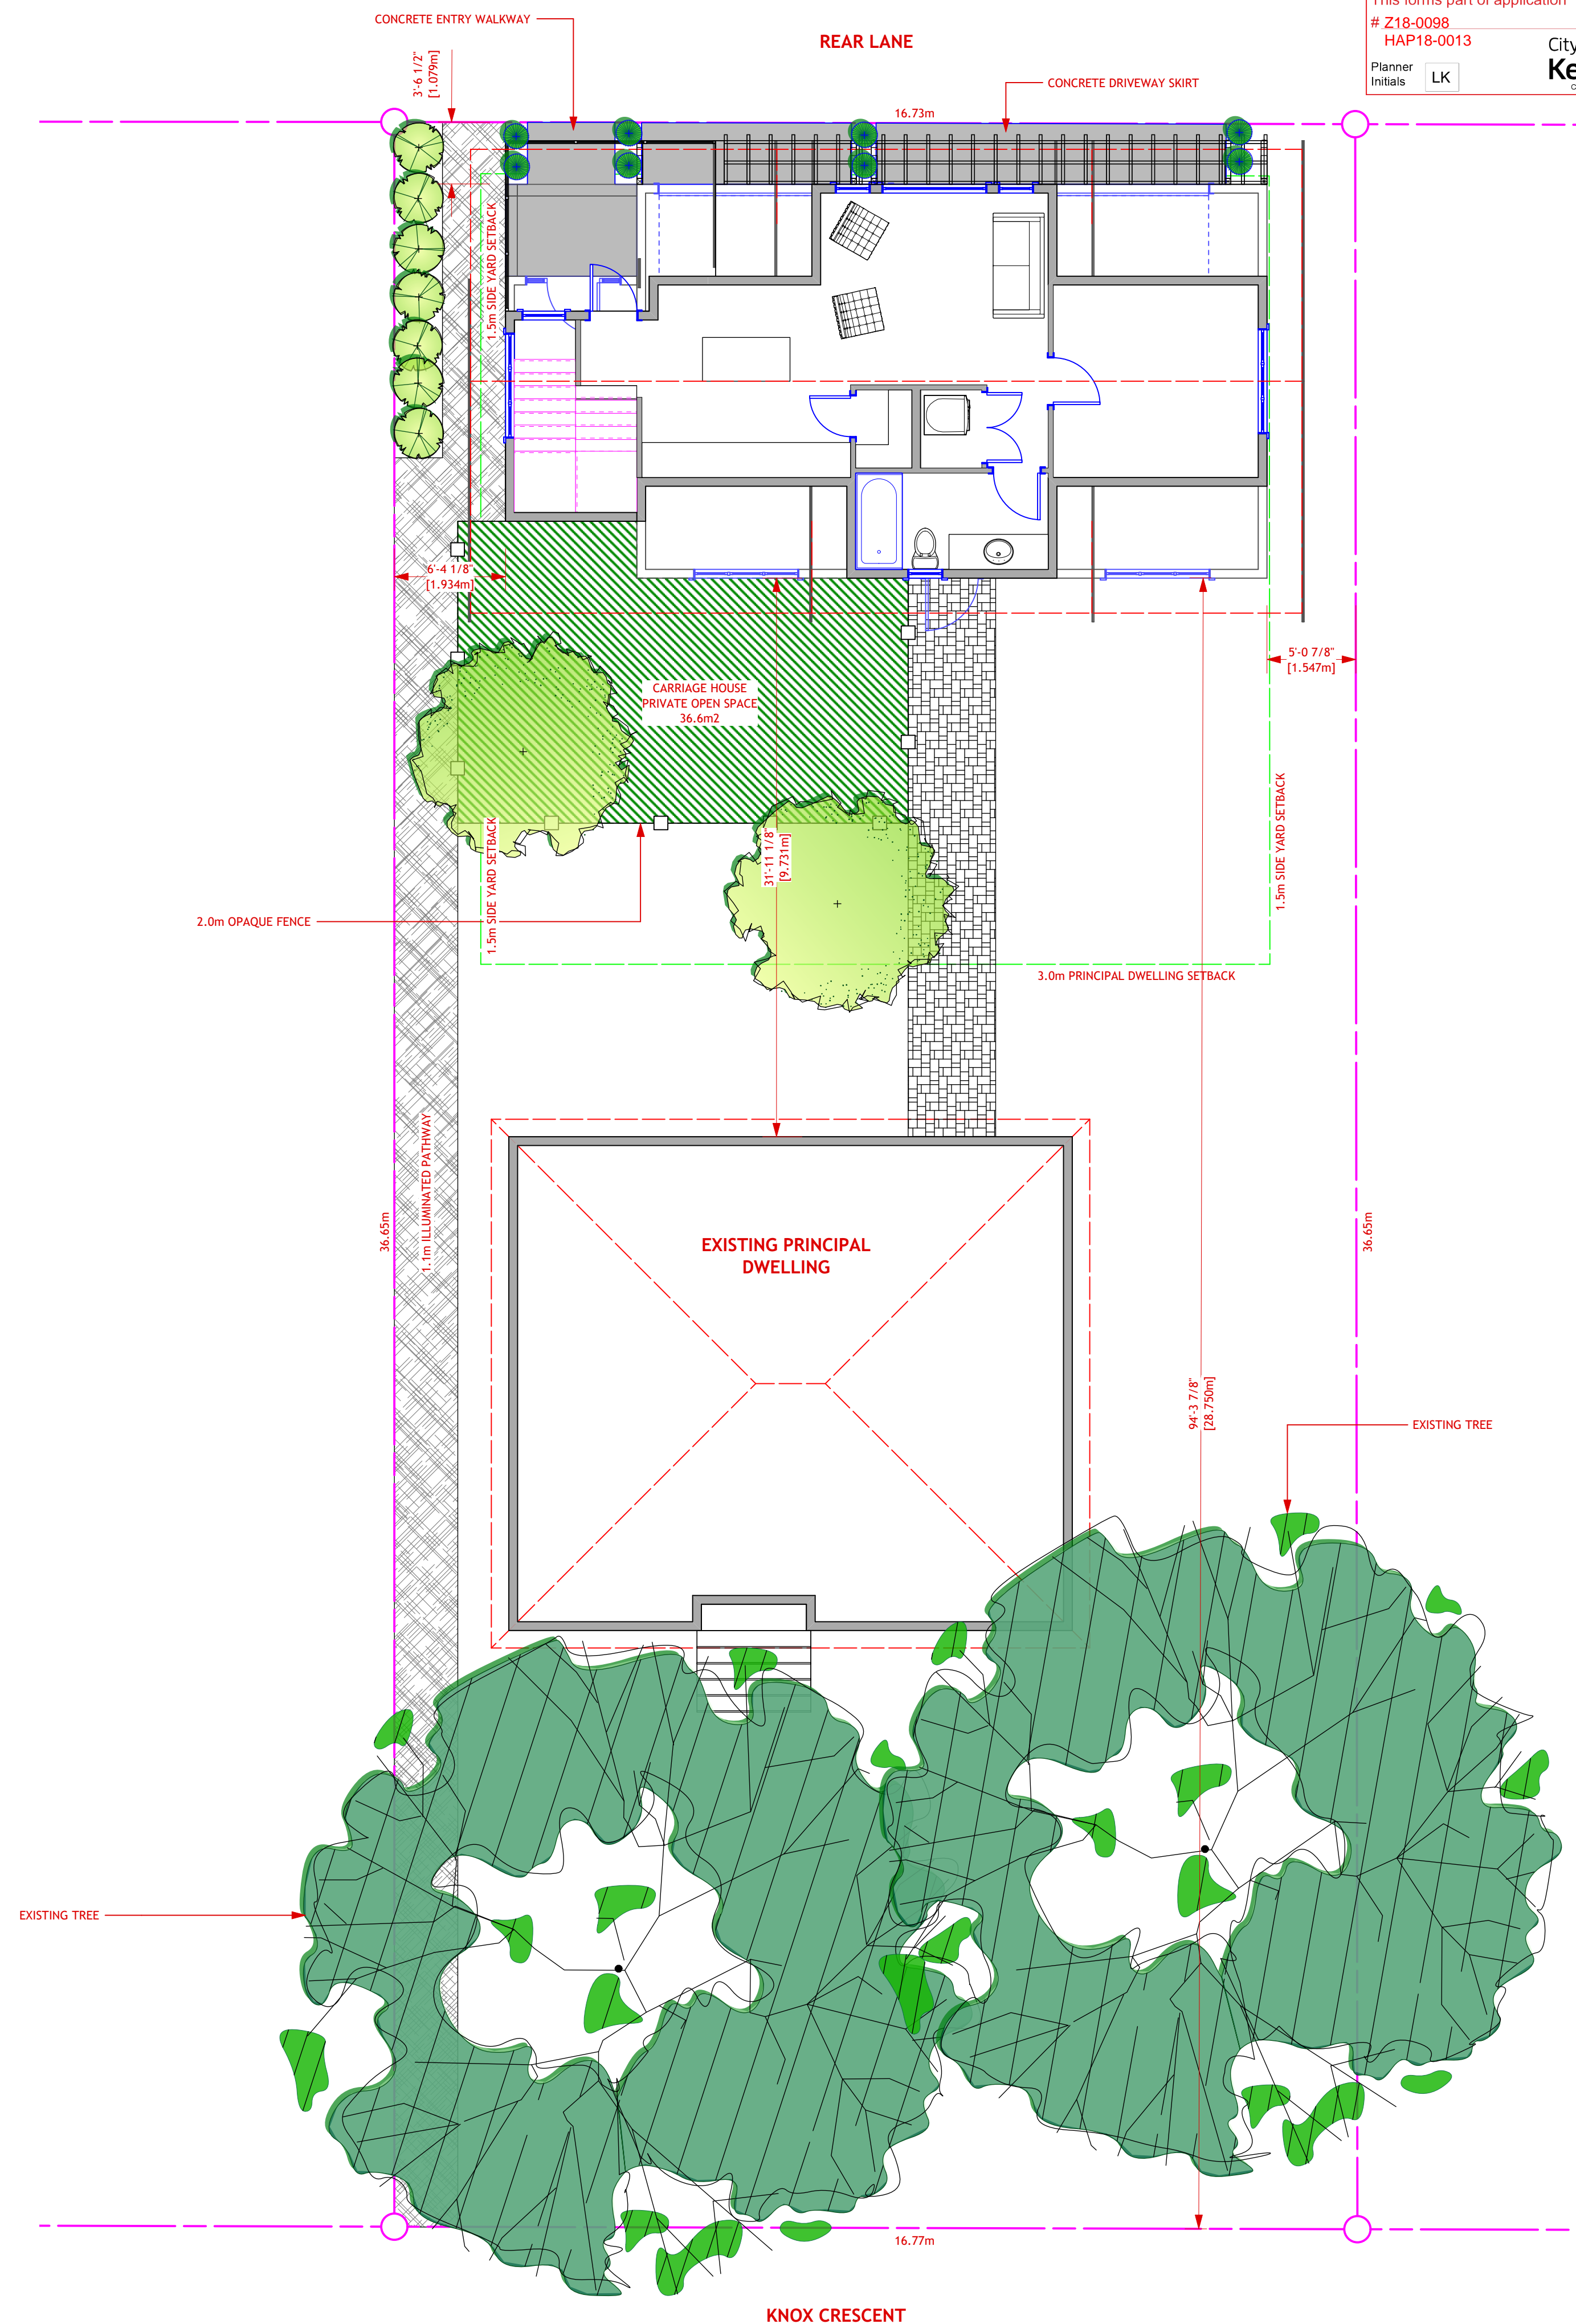 This forms part of application
# Z18-0098
HAP18-0013
City
Planner
Initials
LK
CONCRETE ENTRY WALKWAY
REAR LANE
3'-6 1/2"
[1.079m]
CONCRETE DRIVEWAY SKIRT
16.73m
1.5m SIDE YARD SETBACK
6'-4 1/8"
[1.934m]
5'-0 7/8"
[1.547m]
CARRIAGE HOUSE
PRIVATE OPEN SPACE
36.6m2
31'-11 1/8"
[9.731m]
1.5m SIDE YARD SETBACK
1.5m SIDE YARD SETBACK
2.0m OPAQUE FENCE
3.0m PRINCIPAL DWELLING SETBACK
1.1m ILLUMINATED PATHWAY
36.65m
36.65m
EXISTING PRINCIPAL
DWELLING
94'-3 7/8"
[28.750m]
EXISTING TREE
EXISTING TREE
16.77m
KNOX CRESCENT